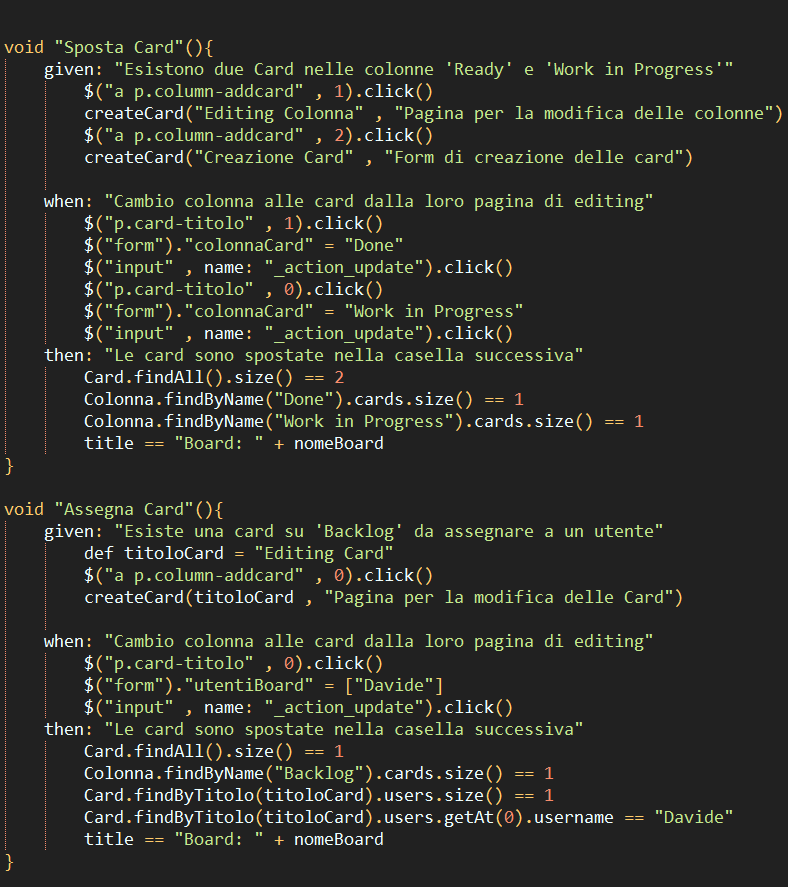 void "Sposta Card"(){
    given: "Esistono due Card nelle colonne 'Ready' e 'Work in Progress'"
        $("a p.column-addcard" , 1).click()
        createCard("Editing Colonna" , "Pagina per la modifica delle colonne")
        $("a p.column-addcard" , 2).click()
        createCard("Creazione Card" , "Form di creazione delle card")

    when: "Cambio colonna alle card dalla loro pagina di editing"
        $("p.card-titolo" , 1).click()
        $("form")."colonnaCard" = "Done"
        $("input" , name: "_action_update").click()
        $("p.card-titolo" , 0).click()
        $("form")."colonnaCard" = "Work in Progress"
        $("input" , name: "_action_update").click()
    then: "Le card sono spostate nella casella successiva"
        Card.findAll().size() == 2
        Colonna.findByName("Done").cards.size() == 1
        Colonna.findByName("Work in Progress").cards.size() == 1
        title == "Board: " + nomeBoard
}

void "Assegna Card"(){
    given: "Esiste una card su 'Backlog' da assegnare a un utente"
        def titoloCard = "Editing Card"
        $("a p.column-addcard" , 0).click()
        createCard(titoloCard , "Pagina per la modifica delle Card")

    when: "Cambio colonna alle card dalla loro pagina di editing"
        $("p.card-titolo" , 0).click()
        $("form")."utentiBoard" = ["Davide"]
        $("input" , name: "_action_update").click()
    then: "Le card sono spostate nella casella successiva"
        Card.findAll().size() == 1
        Colonna.findByName("Backlog").cards.size() == 1
        Card.findByTitolo(titoloCard).users.size() == 1
        Card.findByTitolo(titoloCard).users.getAt(0).username == "Davide"
        title == "Board: " + nomeBoard
}